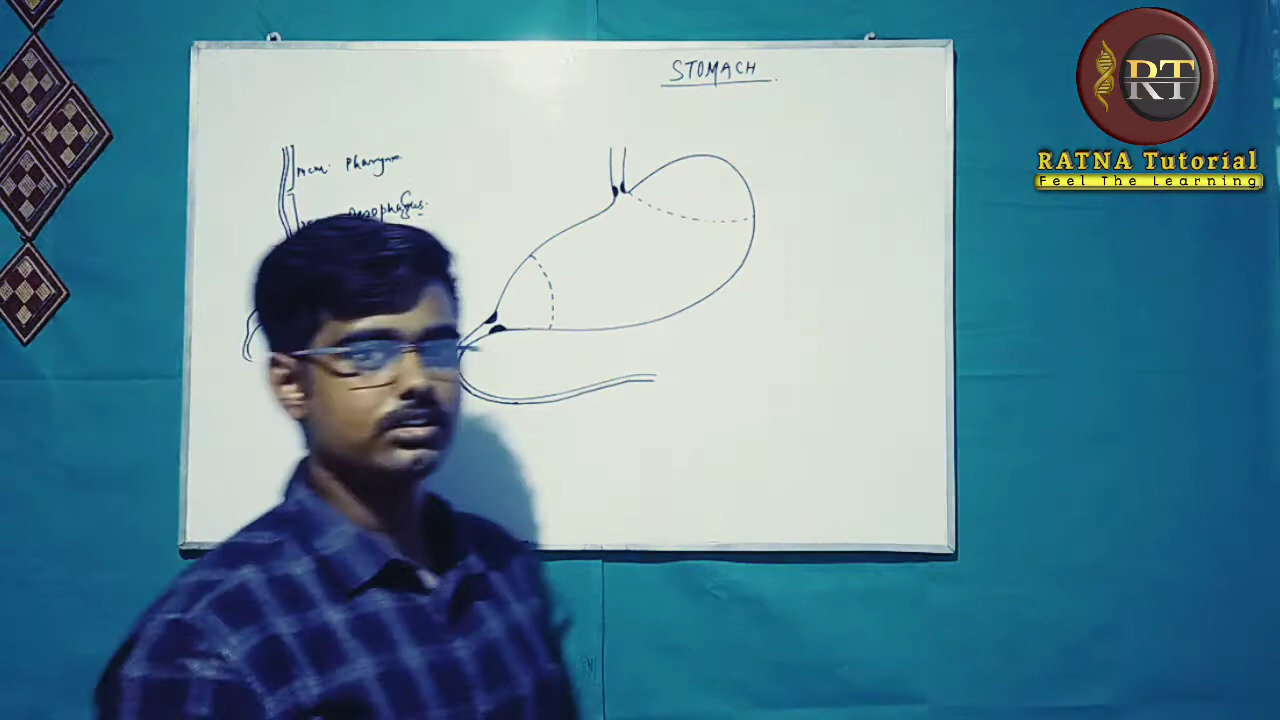 STOMACH
Pharynx
Oesophagus.
RT
RATNA Tutorial
Feel The Learning